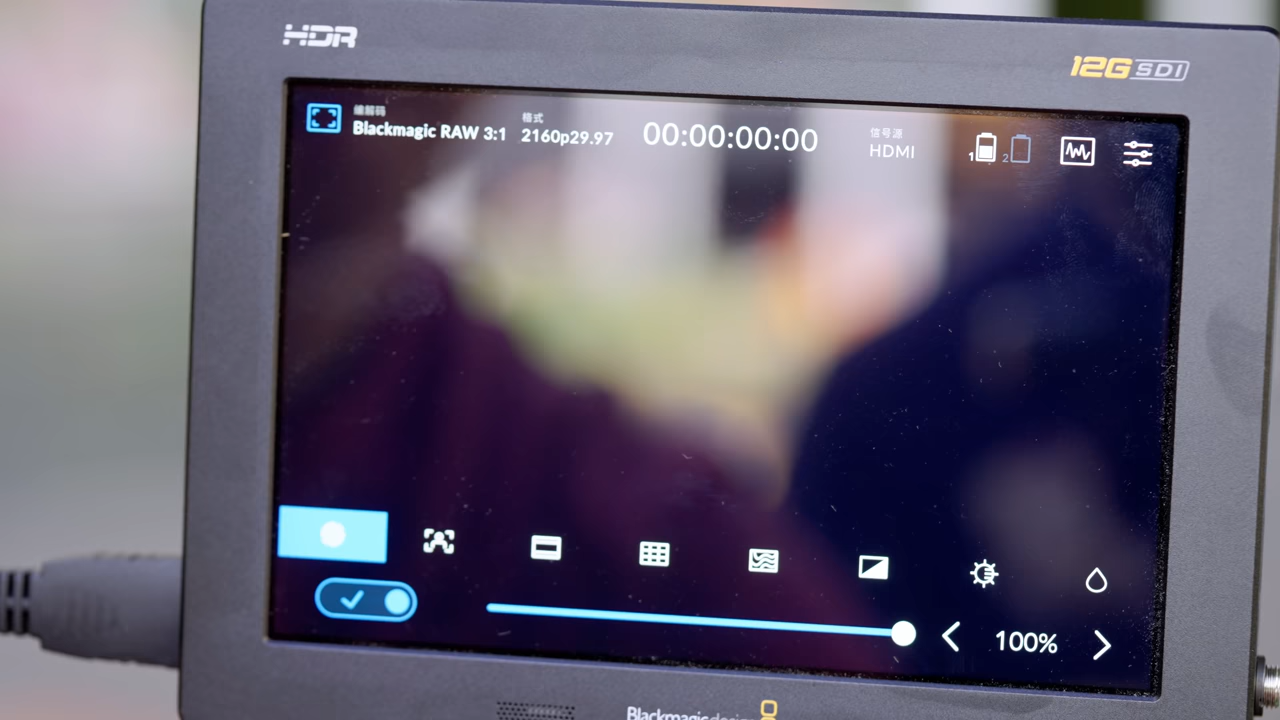 HDR
12G SDI
编解码
Blackmagic RAW 3:1
格式
2160p29.97
00:00:00:00
信号源
HDMI
1
2
100%
Blackmagicdesign